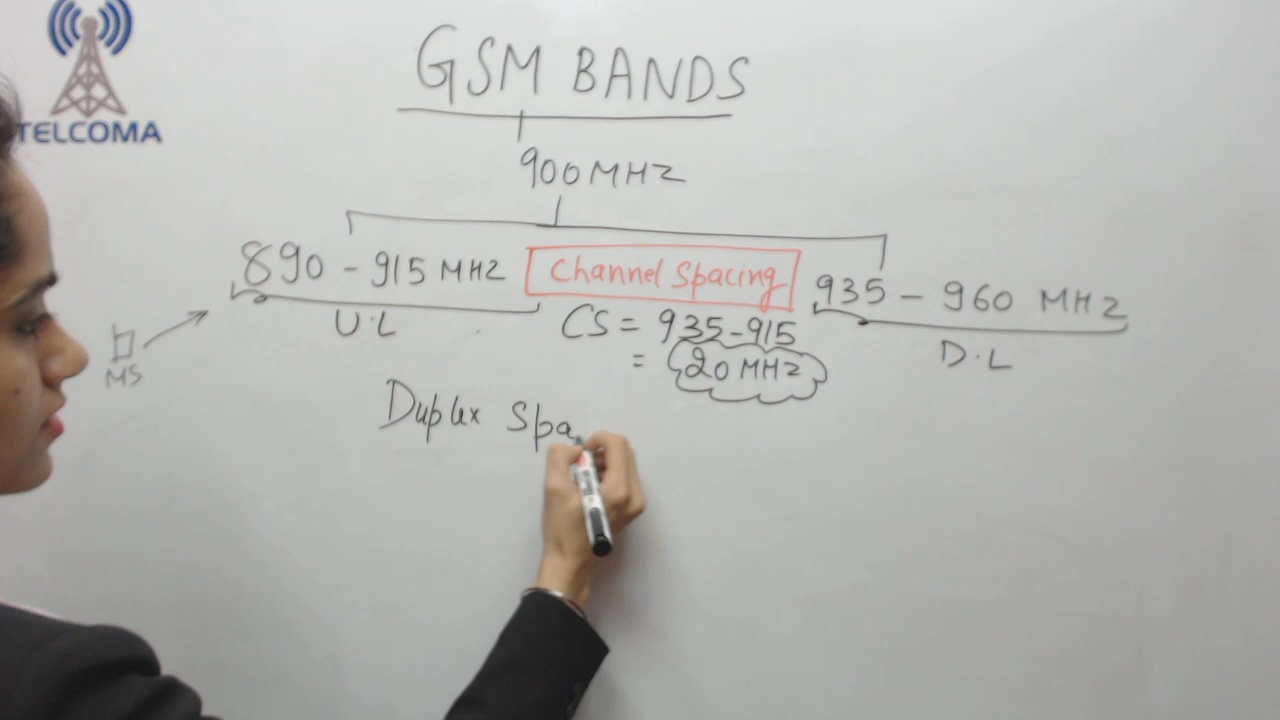 TELCOMA
GSM BANDS
900 MHZ
890 - 915 MHZ Channel Spacing 935 - 960 MHZ
U.L CS = 935-915 D.L
= 20 MHZ
MS
Duplex Spa